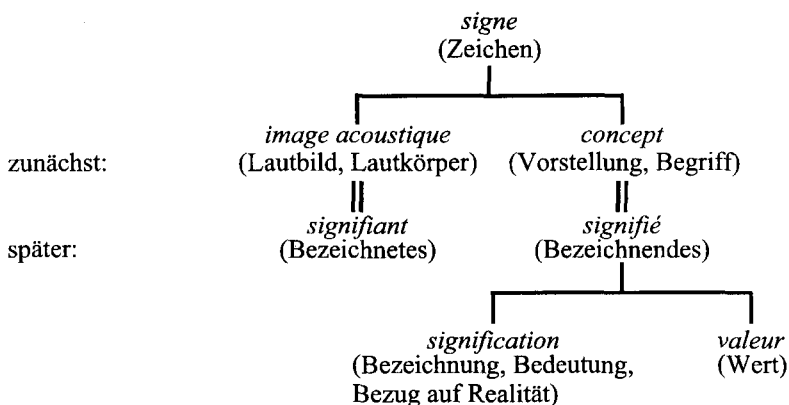 signe
(Zeichen)
image acoustique concept
zunächst: (Lautbild, Lautkörper) (Vorstellung, Begriff)
signifiant signifié
später: (Bezeichnetes) (Bezeichnendes)
signification valeur
(Bezeichnung, Bedeutung, (Wert)
Bezug auf Realität)